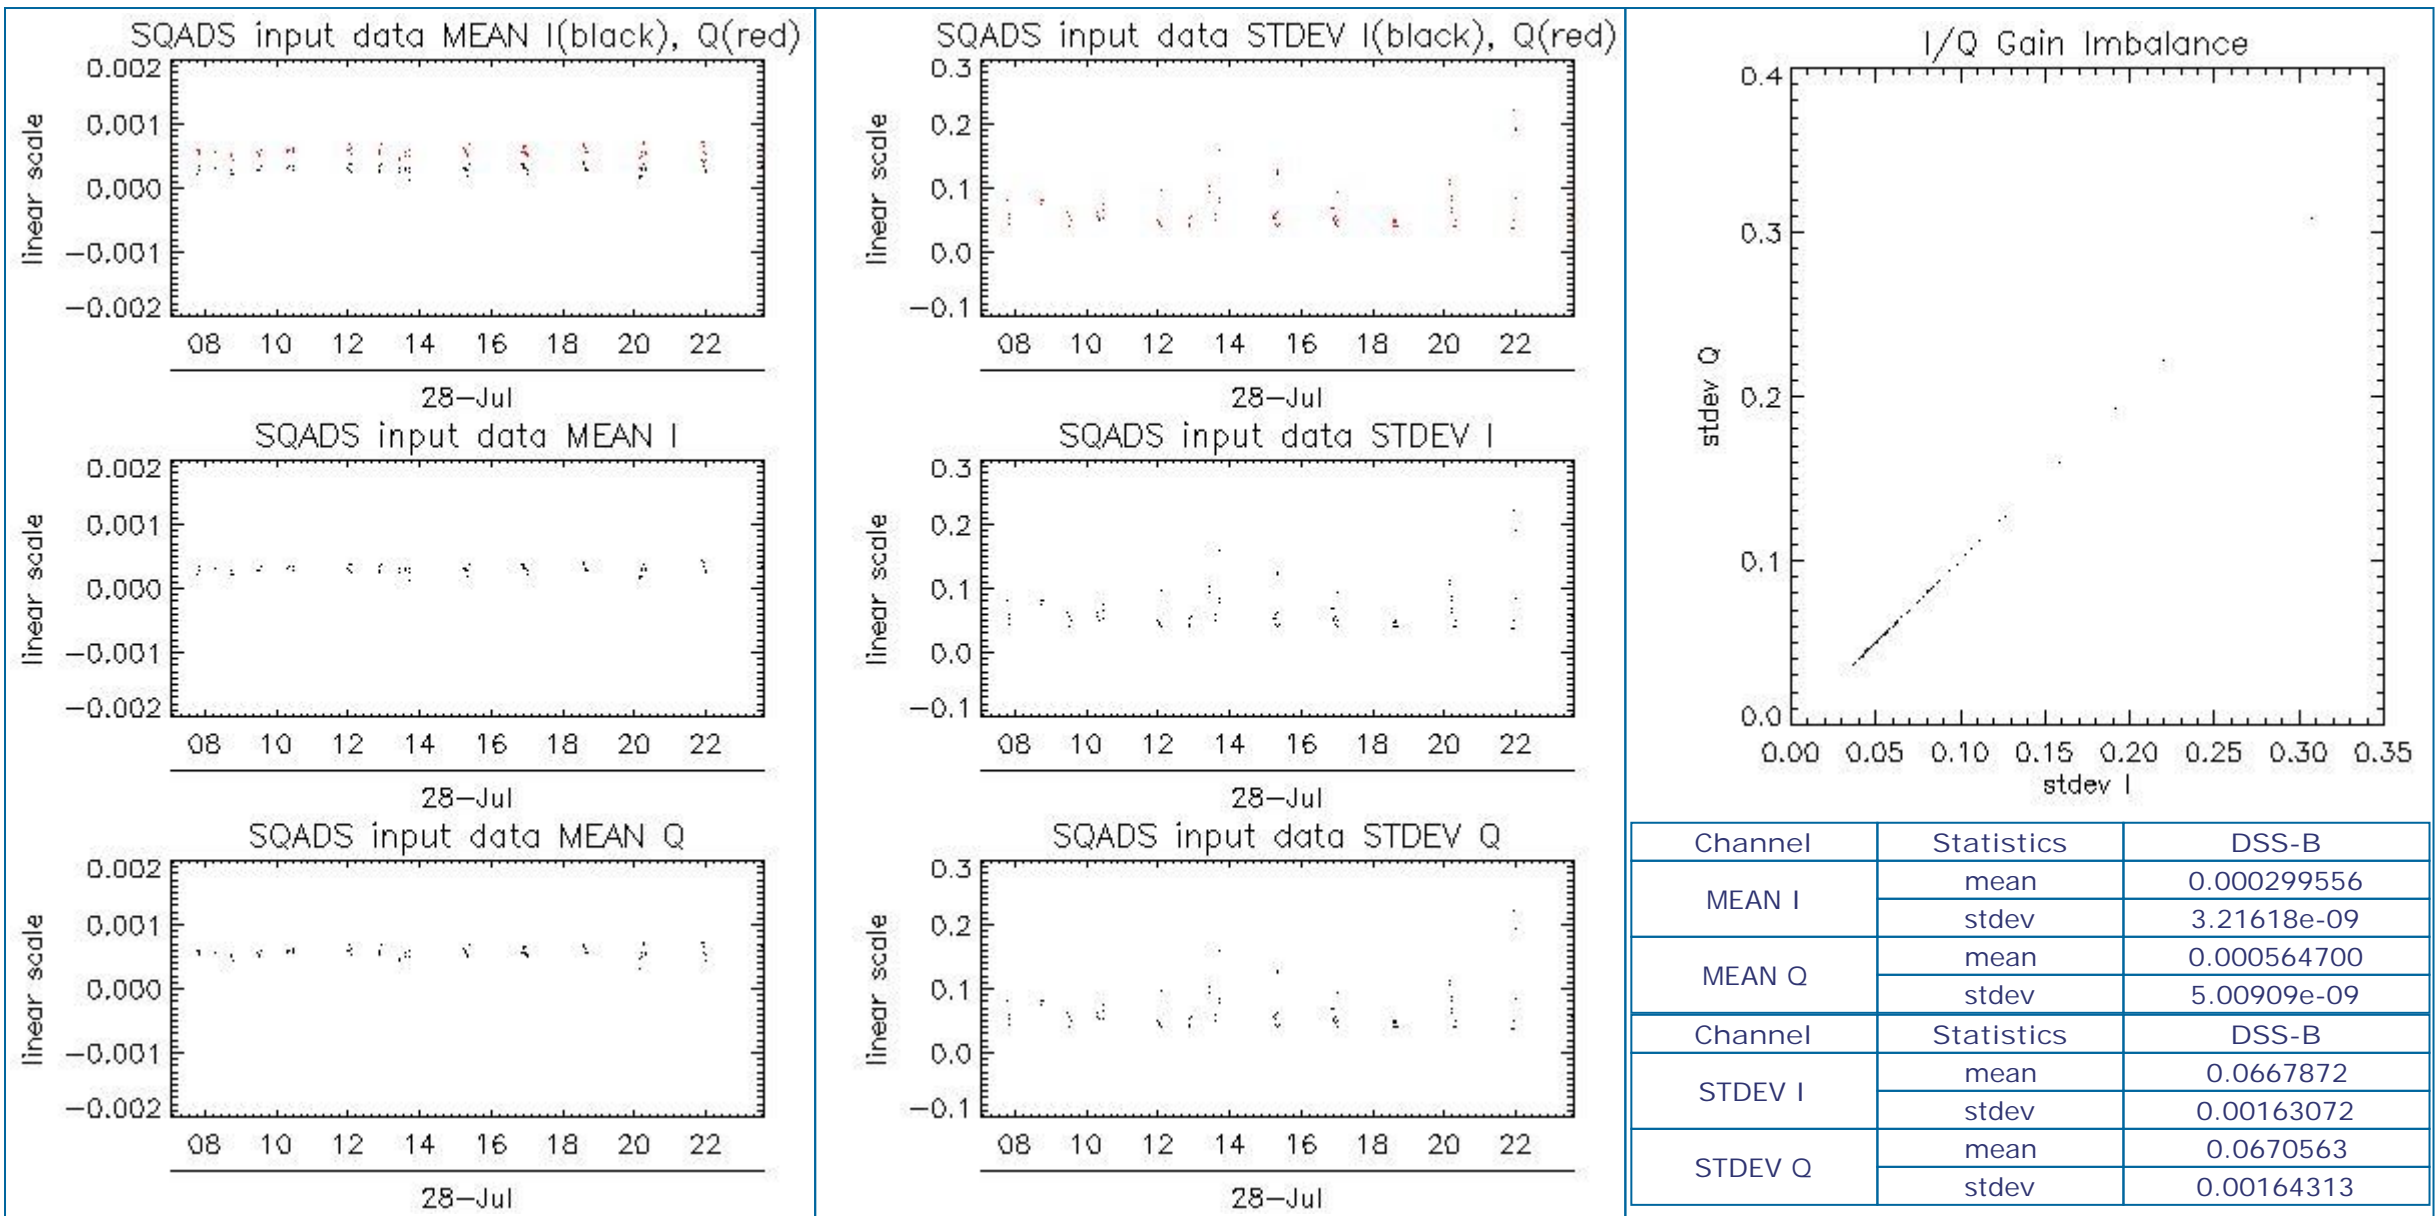 SQADS input data MEAN I(black), Q(red)
linear scale
0.002
0.001
0.000
−0.001
−0.002
08 10 12 14 16 18 20 22
28−Jul
SQADS input data MEAN I
linear scale
0.002
0.001
0.000
−0.001
−0.002
08 10 12 14 16 18 20 22
28−Jul
SQADS input data MEAN Q
linear scale
0.002
0.001
0.000
−0.001
−0.002
08 10 12 14 16 18 20 22
28−Jul
SQADS input data STDEV I(black), Q(red)
linear scale
0.3
0.2
0.1
0.0
−0.1
08 10 12 14 16 18 20 22
28−Jul
SQADS input data STDEV I
linear scale
0.3
0.2
0.1
0.0
−0.1
08 10 12 14 16 18 20 22
28−Jul
SQADS input data STDEV Q
linear scale
0.3
0.2
0.1
0.0
−0.1
08 10 12 14 16 18 20 22
28−Jul
I/Q Gain Imbalance
stdev Q
0.4
0.3
0.2
0.1
0.0
0.00 0.05 0.10 0.15 0.20 0.25 0.30 0.35
stdev I
Channel Statistics DSS-B
MEAN I mean 0.000299556
stdev 3.21618e-09
MEAN Q mean 0.000564700
stdev 5.00909e-09
Channel Statistics DSS-B
STDEV I mean 0.0667872
stdev 0.00163072
STDEV Q mean 0.0670563
stdev 0.00164313